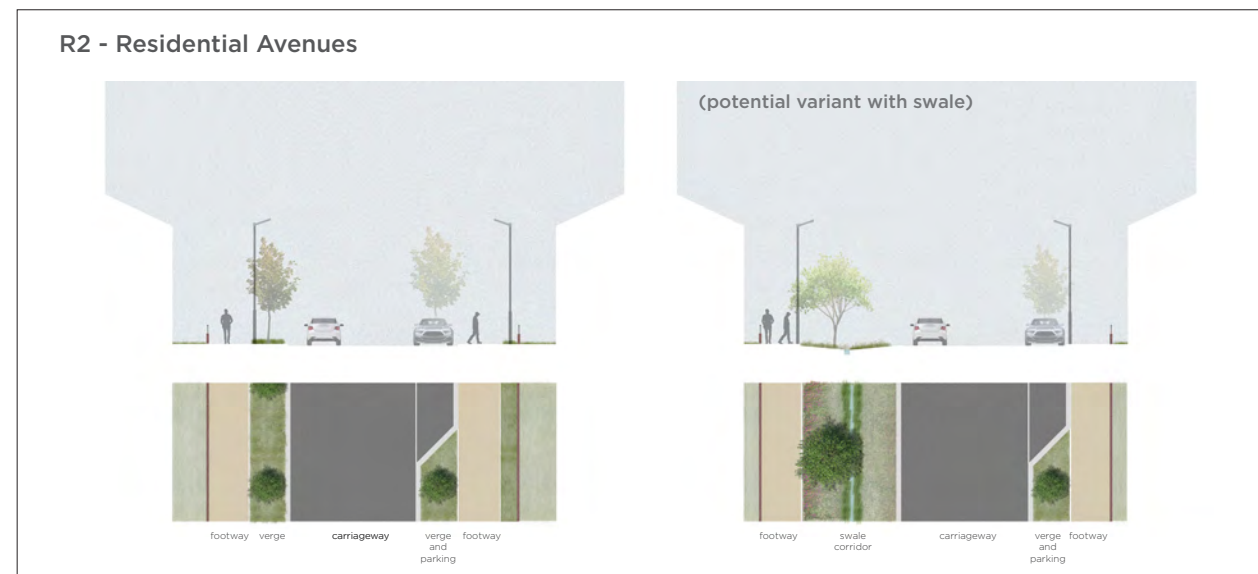 R2 - Residential Avenues
(potential variant with swale)
footway verge carriageway verge and parking footway
footway swale corridor carriageway verge and parking footway